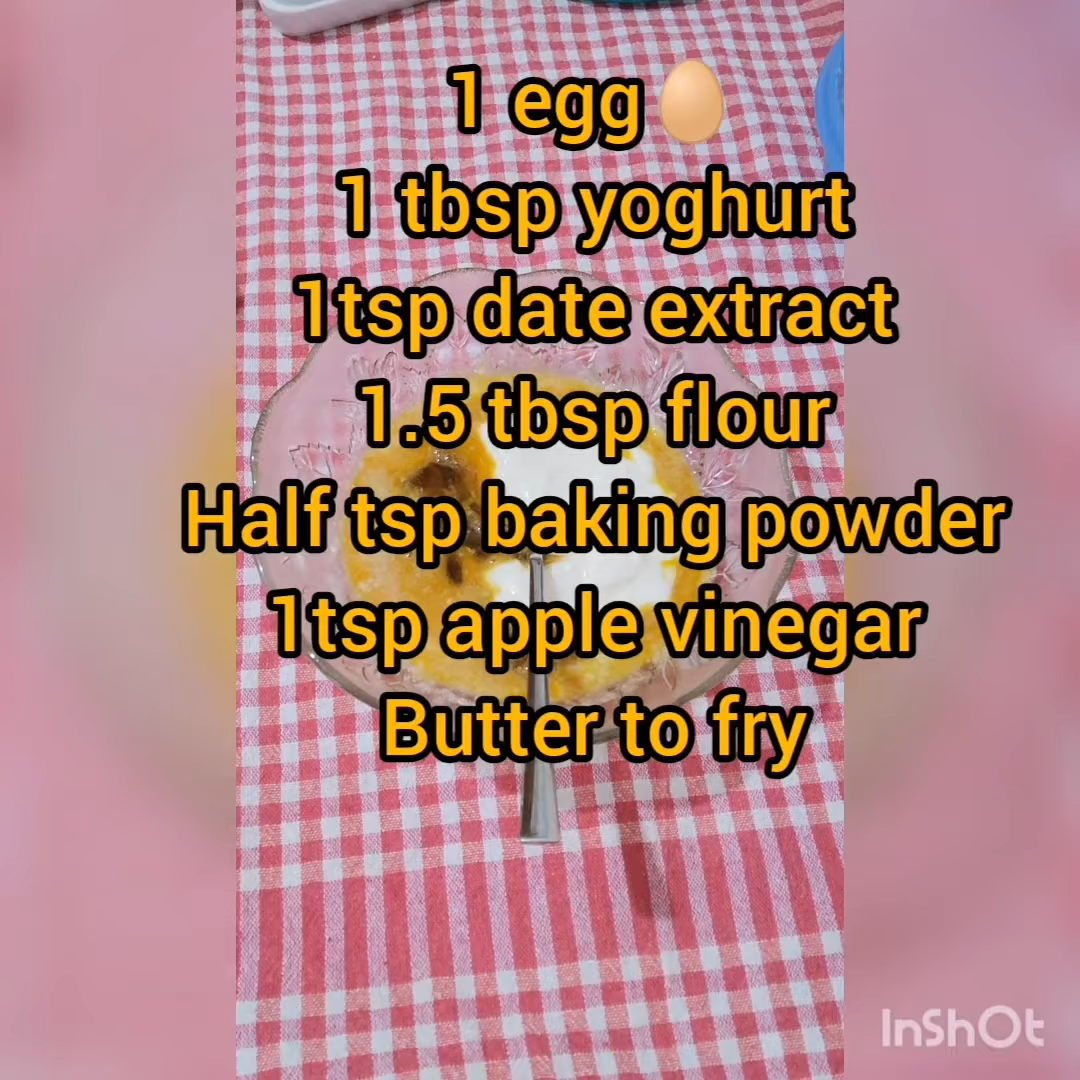 1 egg 🥚
1 tbsp yoghurt
1tsp date extract
1.5 tbsp flour
Half tsp baking powder
1tsp apple vinegar
Butter to fry
InShOt